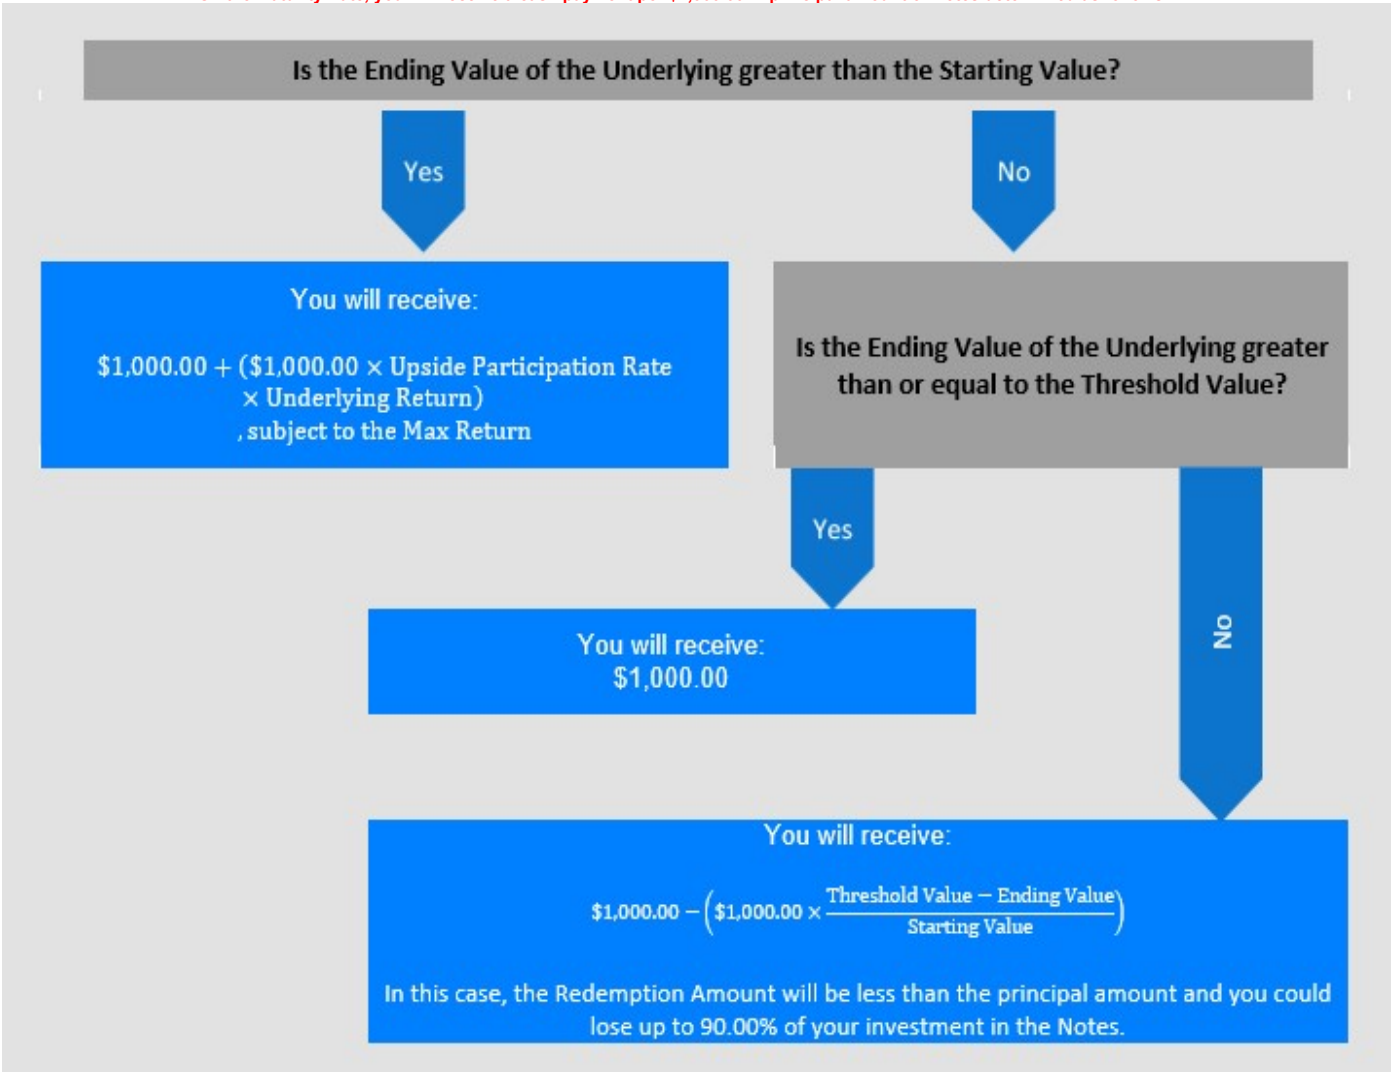 Is the Ending Value of the Underlying greater than the Starting Value?
Yes
No
You will receive:
$1,000.00 + ($1,000.00 × Upside Participation Rate
× Underlying Return)
, subject to the Max Return
Is the Ending Value of the Underlying greater
than or equal to the Threshold Value?
Yes
No
You will receive:
$1,000.00
You will receive:
$1,000.00 − ($1,000.00 × Threshold Value − Ending Value
Starting Value)
In this case, the Redemption Amount will be less than the principal amount and you could
lose up to 90.00% of your investment in the Notes.